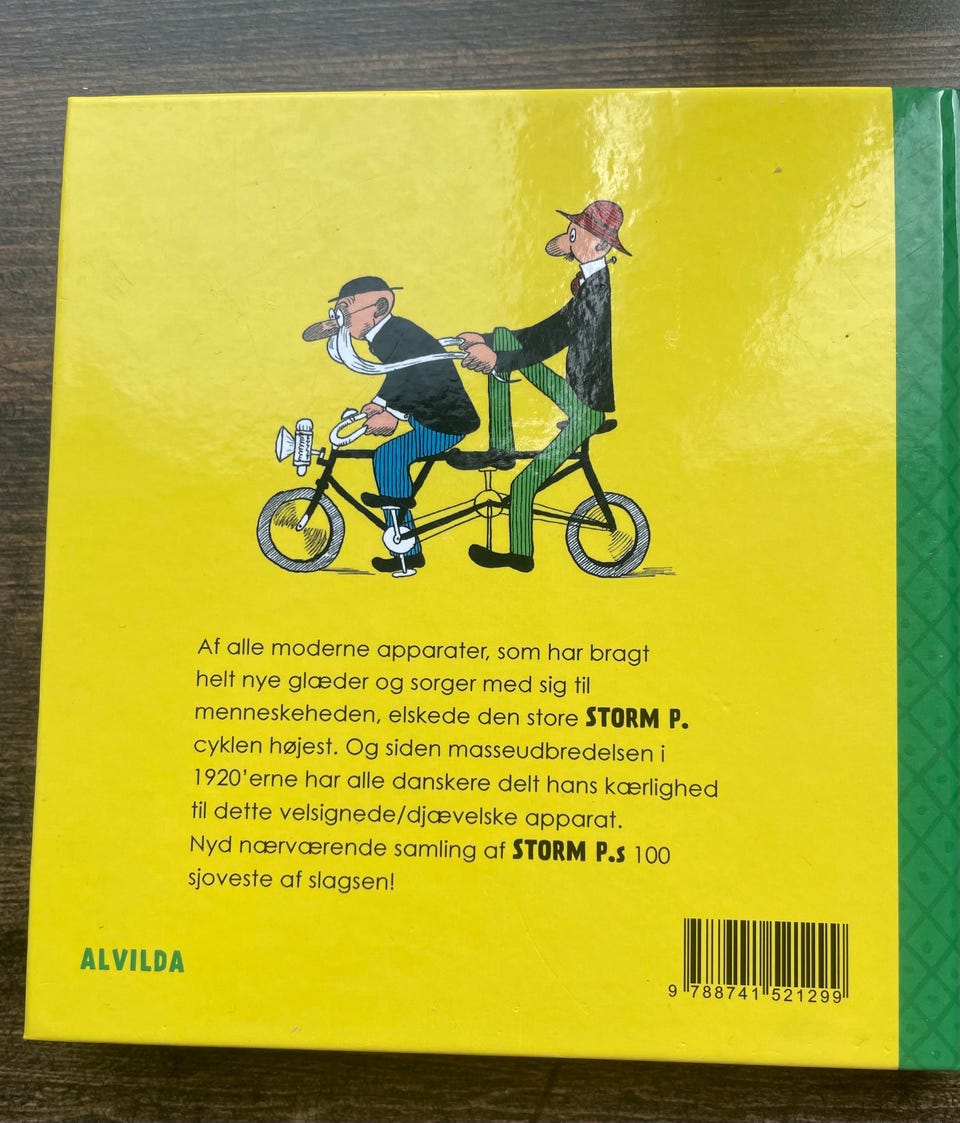 Af alle moderne apparater, som har bragt
helt nye glæder og sorger med sig til
menneskeheden, elskede den store STORM P.
cyklen højest. Og siden masseudbredelsen i
1920'erne har alle danskere delt hans kærlighed
til dette velsignede/djævelske apparat.
Nyd nærværende samling af STORM P.s 100
sjoveste af slagsen!
ALVILDA
9 788741 521299